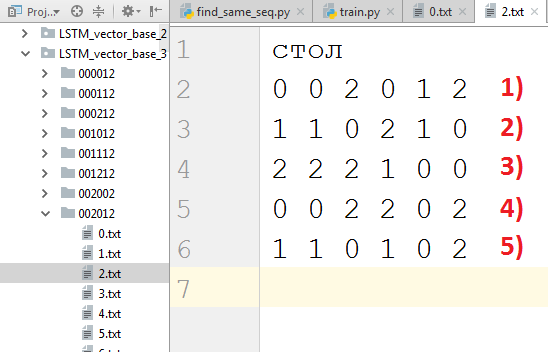 Proj...
find_same_seq.py
train.py
0.txt
2.txt
LSTM_vector_base_2
LSTM_vector_base_3
000012
000112
000212
001012
001112
001212
002002
002012
0.txt
1.txt
2.txt
3.txt
4.txt
5.txt
1 стол
2 0 0 2 0 1 2 1)
3 1 1 0 2 1 0 2)
4 2 2 2 1 0 0 3)
5 0 0 2 2 0 2 4)
6 1 1 0 1 0 2 5)
7